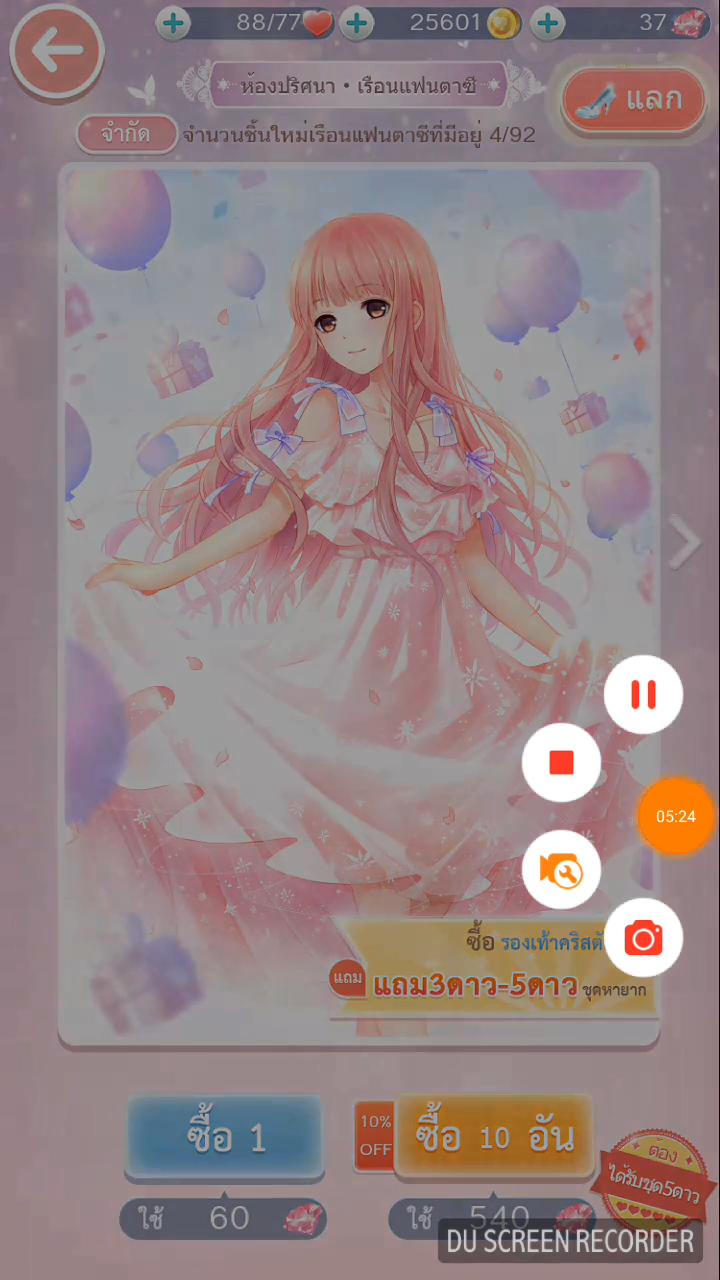 88/77
25601
37
ห้องปริศนา • เรือนแฟนตาซี
แลก
จำกัด จำนวนชิ้นใหม่เรือนแฟนตาซีที่มีอยู่ 4/92
05:24
ซื้อ รองเท้าคริสตั
แถม แถม3ดาว-5ดาว ชุดหายาก
ซื้อ 1
10% OFF
ซื้อ 10 อัน
ต้อง
ได้รับชุด5ดาว
ใช้ 60
ใช้ 540
DU SCREEN RECORDER